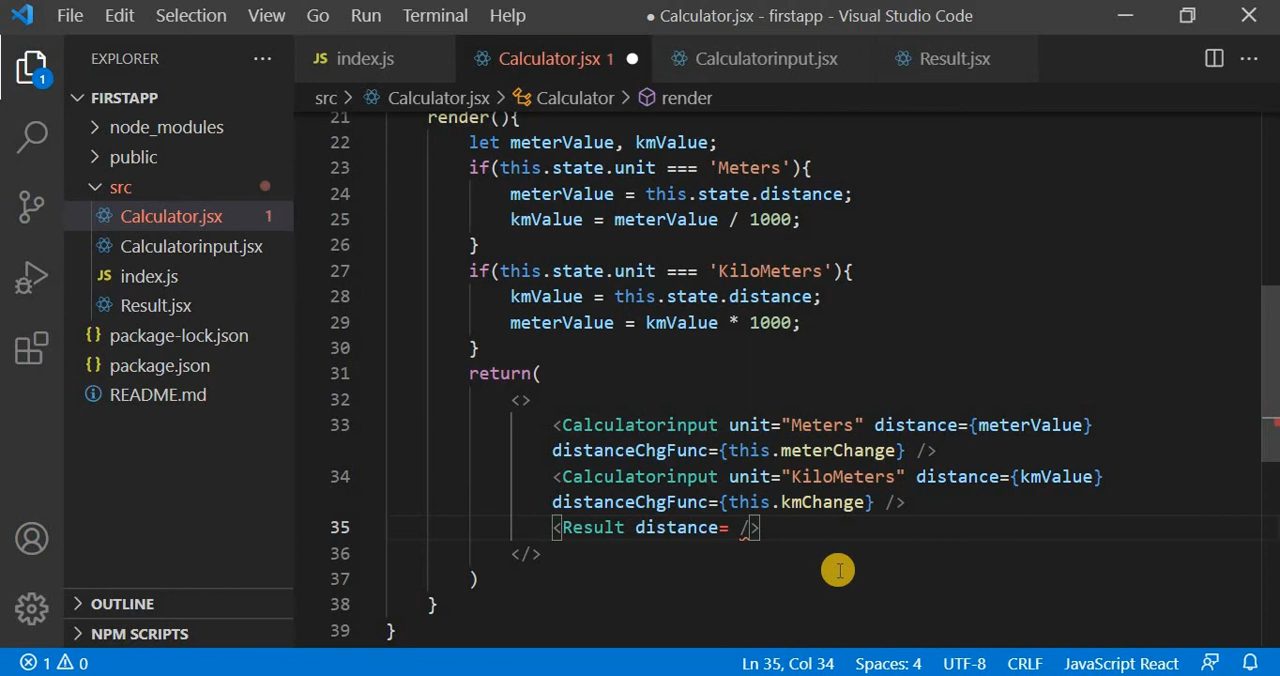 File Edit Selection View Go Run Terminal Help ● Calculator.jsx - firstapp - Visual Studio Code
EXPLORER ...
JS index.js Calculator.jsx 1 ● Calculatorinput.jsx Result.jsx ...
1
FIRSTAPP
src > Calculator.jsx > Calculator > render
node_modules
public
src
Calculator.jsx 1
Calculatorinput.jsx
JS index.js
Result.jsx
{} package-lock.json
{} package.json
README.md
OUTLINE
NPM SCRIPTS
21 render(){
22 let meterValue, kmValue;
23 if(this.state.unit === 'Meters'){
24 meterValue = this.state.distance;
25 kmValue = meterValue / 1000;
26 }
27 if(this.state.unit === 'KiloMeters'){
28 kmValue = this.state.distance;
29 meterValue = kmValue * 1000;
30 }
31 return(
32 <>
33 <Calculatorinput unit="Meters" distance={meterValue}
distanceChgFunc={this.meterChange} />
34 <Calculatorinput unit="KiloMeters" distance={kmValue}
distanceChgFunc={this.kmChange} />
35 <Result distance= />
36 </>
37 )
38 }
39 }
1 0 Ln 35, Col 34 Spaces: 4 UTF-8 CRLF JavaScript React